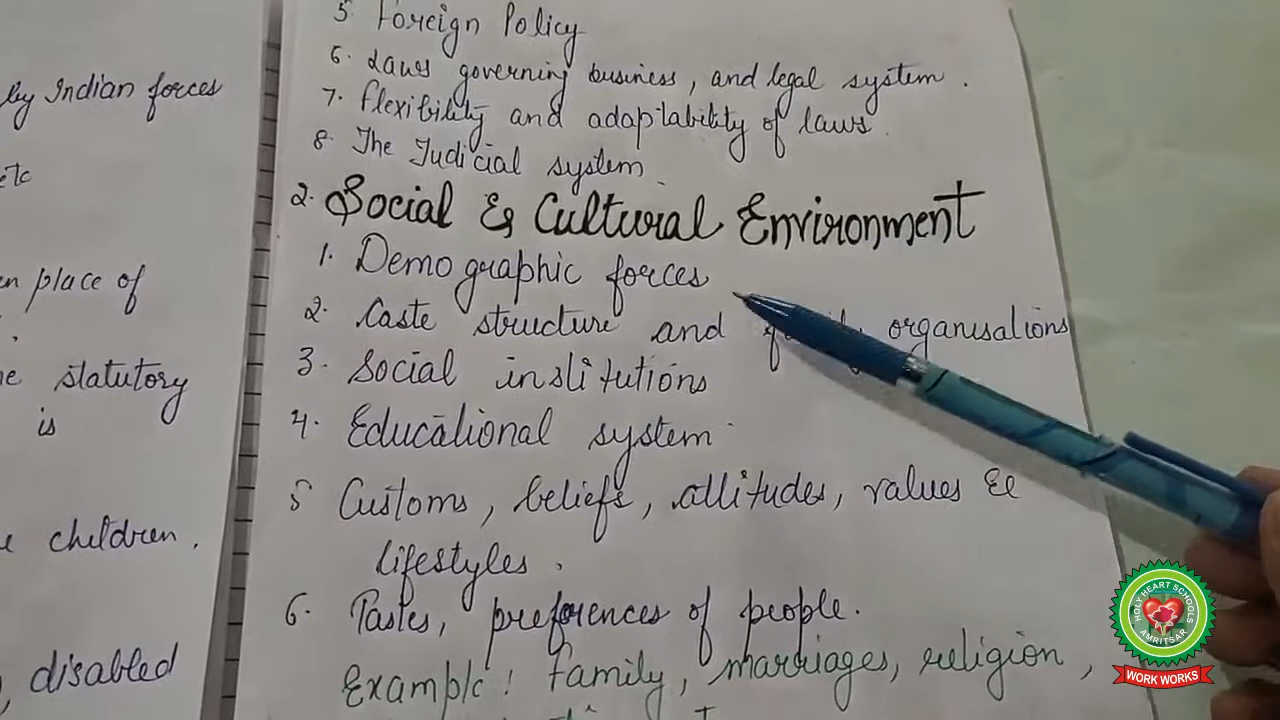 by Indian forces
etc
en place of
statutory
is
children.
disabled
5 Foreign Policy
6. Laws governing business, and legal system.
7. Flexibility and adaptability of laws.
8. The Judicial system
2. Social & Cultural Environment
1. Demographic forces
2. Caste structure and family organisations
3. Social institutions
4. Educational system
5 Customs, beliefs, attitudes, values &
lifestyles.
6. Tastes, preferences of people.
Example: family, marriages, religion,
HOLY HEART SCHOOLS
AMRITSAR
WORK WORKS